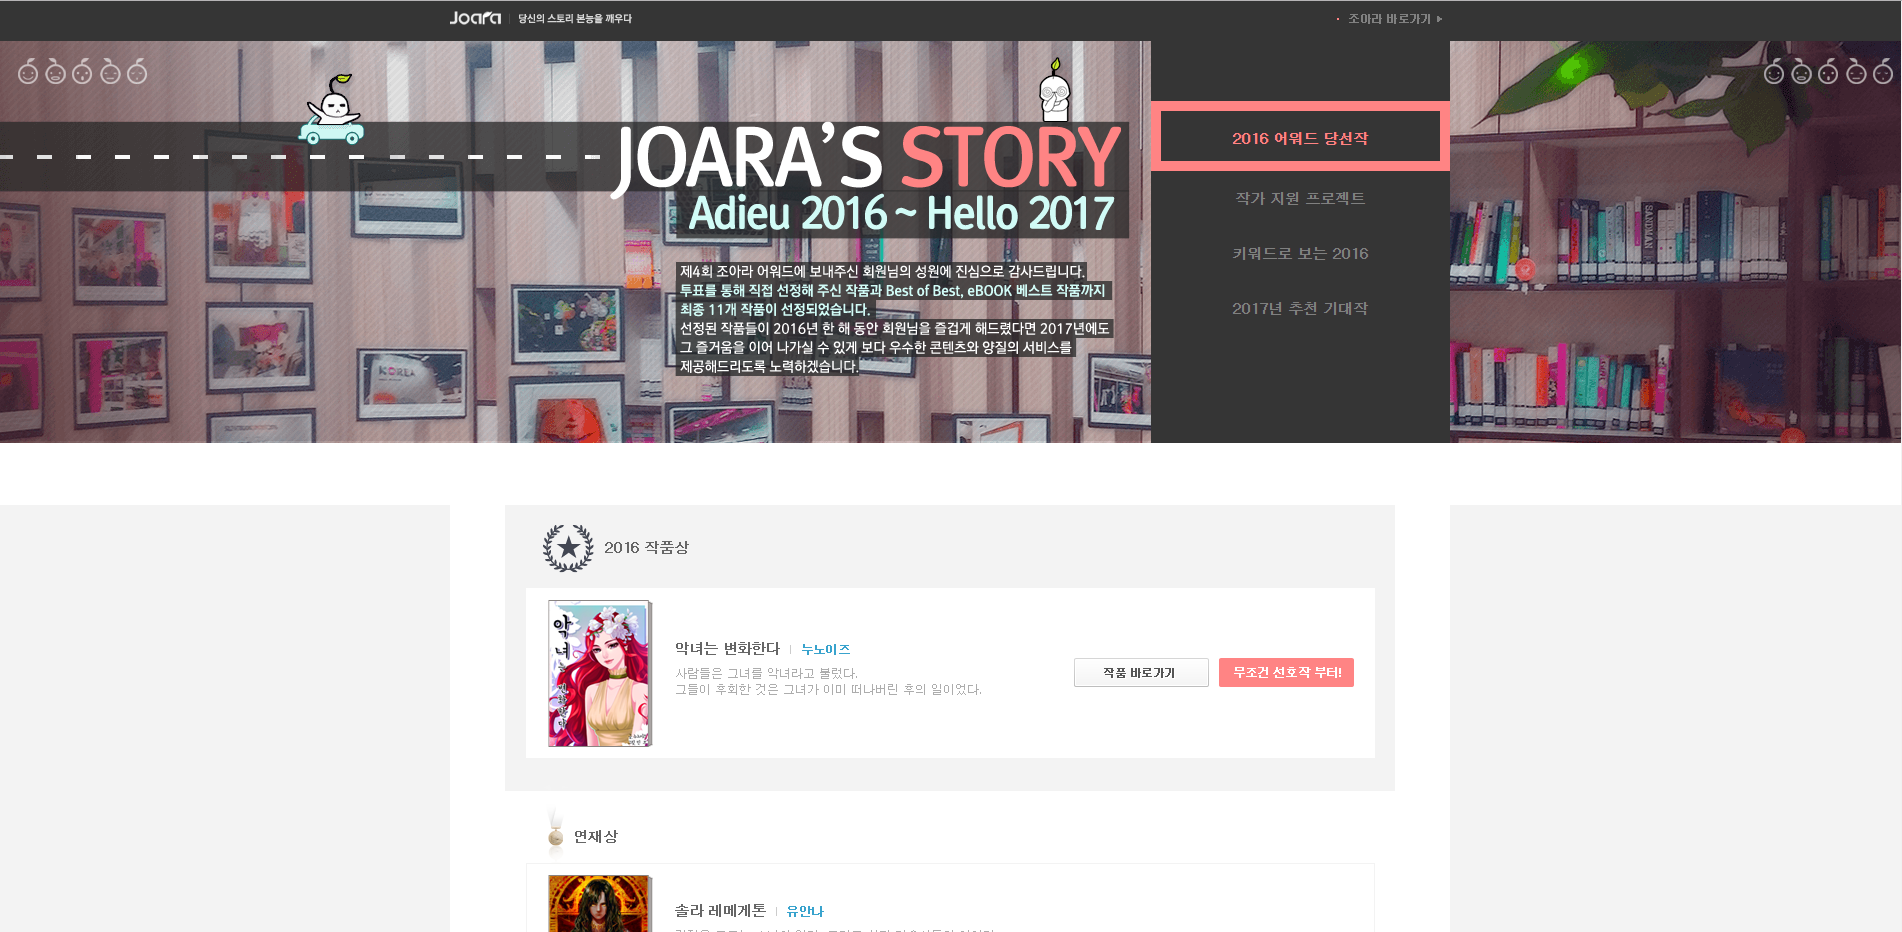 Joara
당신의 스토리 본능을 깨우다
조아라 바로가기
JOARA'S STORY
Adieu 2016 ~ Hello 2017
제4회 조아라 어워드에 보내주신 회원님의 성원에 진심으로 감사드립니다.
투표를 통해 직접 선정해 주신 작품과 Best of Best, eBOOK 베스트 작품까지
최종 11개 작품이 선정되었습니다.
선정된 작품들이 2016년 한 해 동안 회원님을 즐겁게 해드렸다면 2017년에도
그 즐거움을 이어 나가실 수 있게 보다 우수한 콘텐츠와 양질의 서비스를
제공해드리도록 노력하겠습니다.
2016 어워드 당선작
작가 지원 프로젝트
키워드로 보는 2016
2017년 추천 기대작
KOREA
SANDMAN
2016 작품상
악녀는 변화한다
악녀는 변화한다 누노이즈
사람들은 그녀를 악녀라고 불렀다.
그들이 후회한 것은 그녀가 이미 떠나버린 후의 일이었다.
작품 바로가기
무조건 선호작 부터!
연재상
솔라 레메게톤 유안나